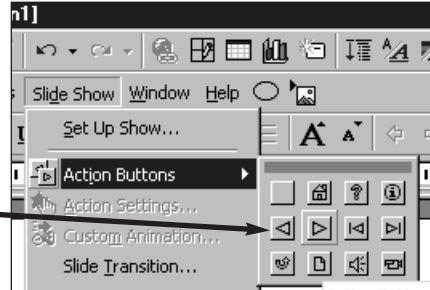 n1]
Slide Show Window Help
Set Up Show...
A A
Action Buttons
Action Settings...
Custom Animation...
Slide Transition...